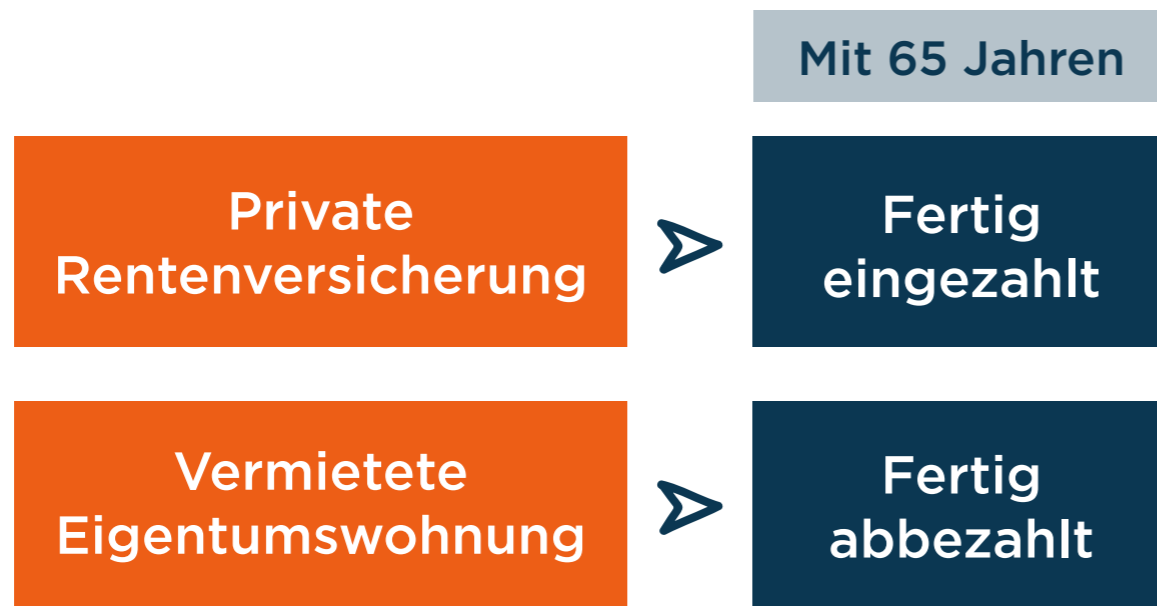 Mit 65 Jahren
Private
Rentenversicherung
Fertig
eingezahlt
Vermietete
Eigentumswohnung
Fertig
abbezahlt